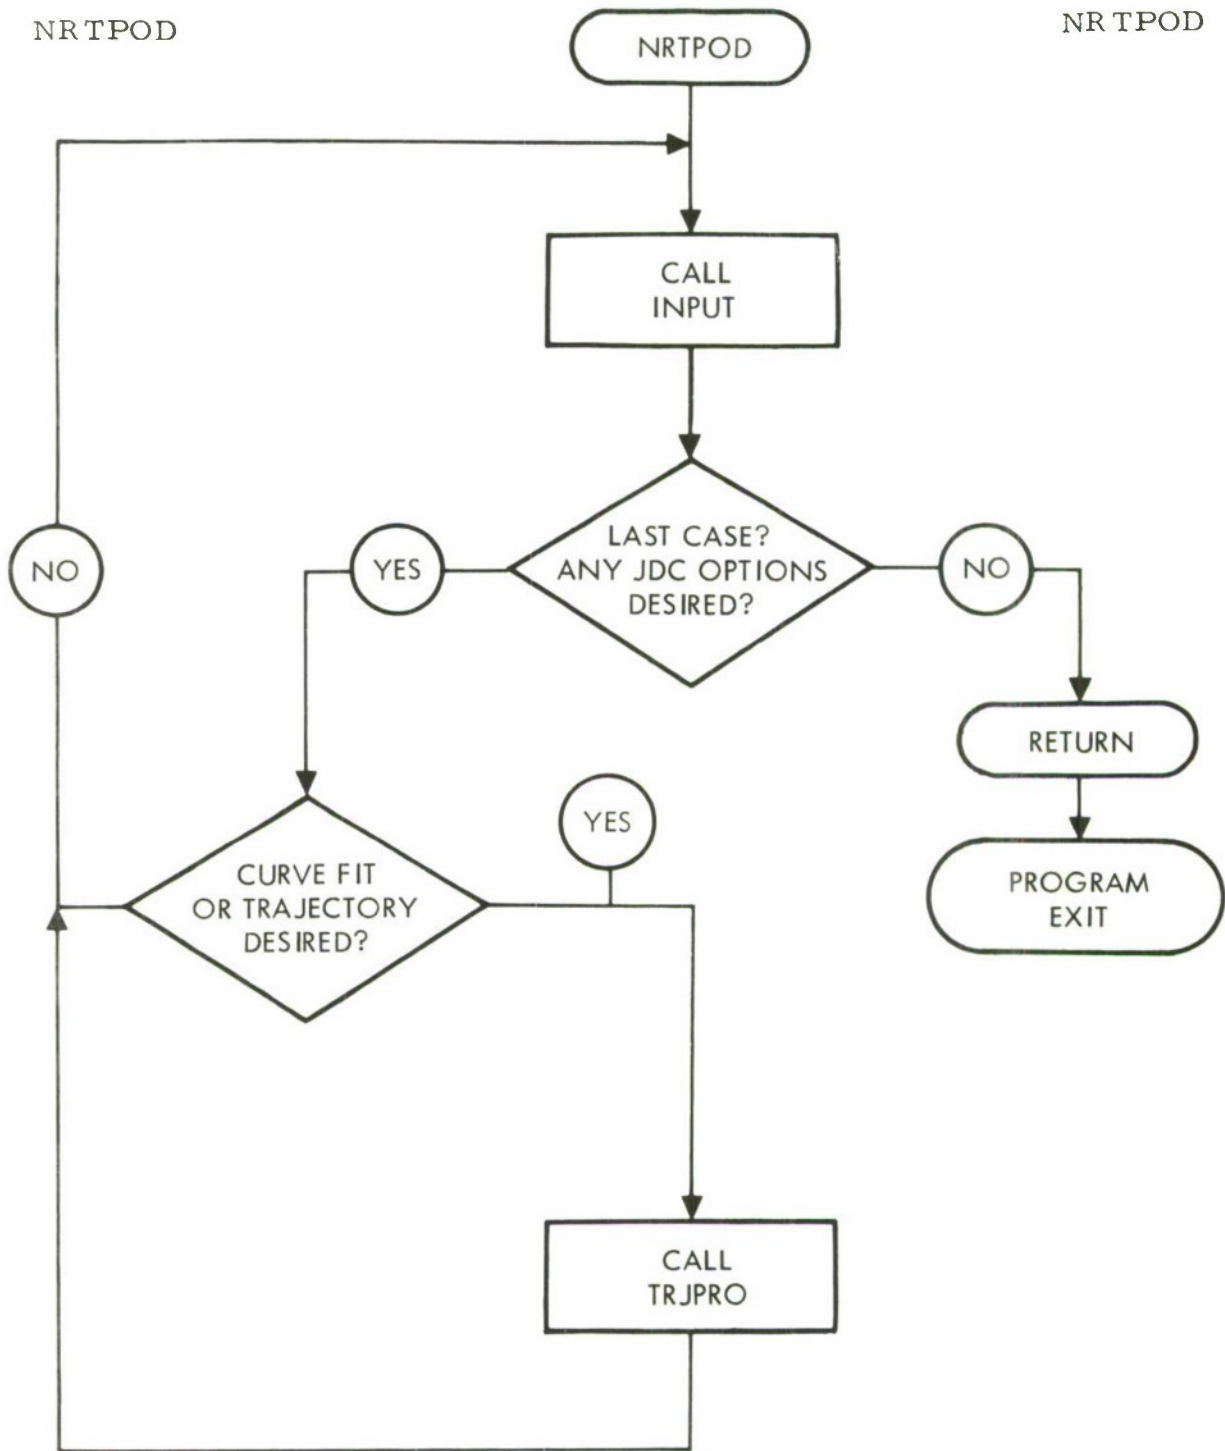 NRTPOD
NRTPOD
NRTPOD
CALL
INPUT
LAST CASE?
ANY JDC OPTIONS
DESIRED?
NO
YES
NO
RETURN
YES
CURVE FIT
OR TRAJECTORY
DESIRED?
PROGRAM
EXIT
CALL
TRJPRO